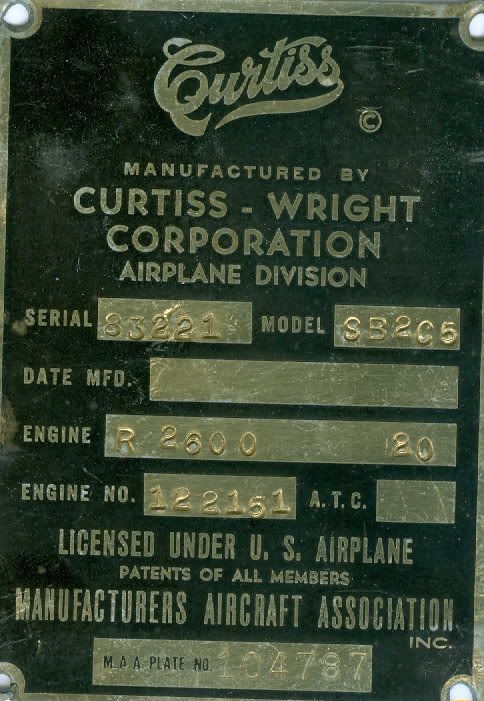 Curtiss
©
MANUFACTURED BY
CURTISS - WRIGHT
CORPORATION
AIRPLANE DIVISION
SERIAL 83221 MODEL SB2C5
DATE MFD.
ENGINE R 2600 20
ENGINE NO. 122151 A.T.C.
LICENSED UNDER U. S. AIRPLANE
PATENTS OF ALL MEMBERS
MANUFACTURERS AIRCRAFT ASSOCIATION
INC.
M.A.A. PLATE NO. 104787